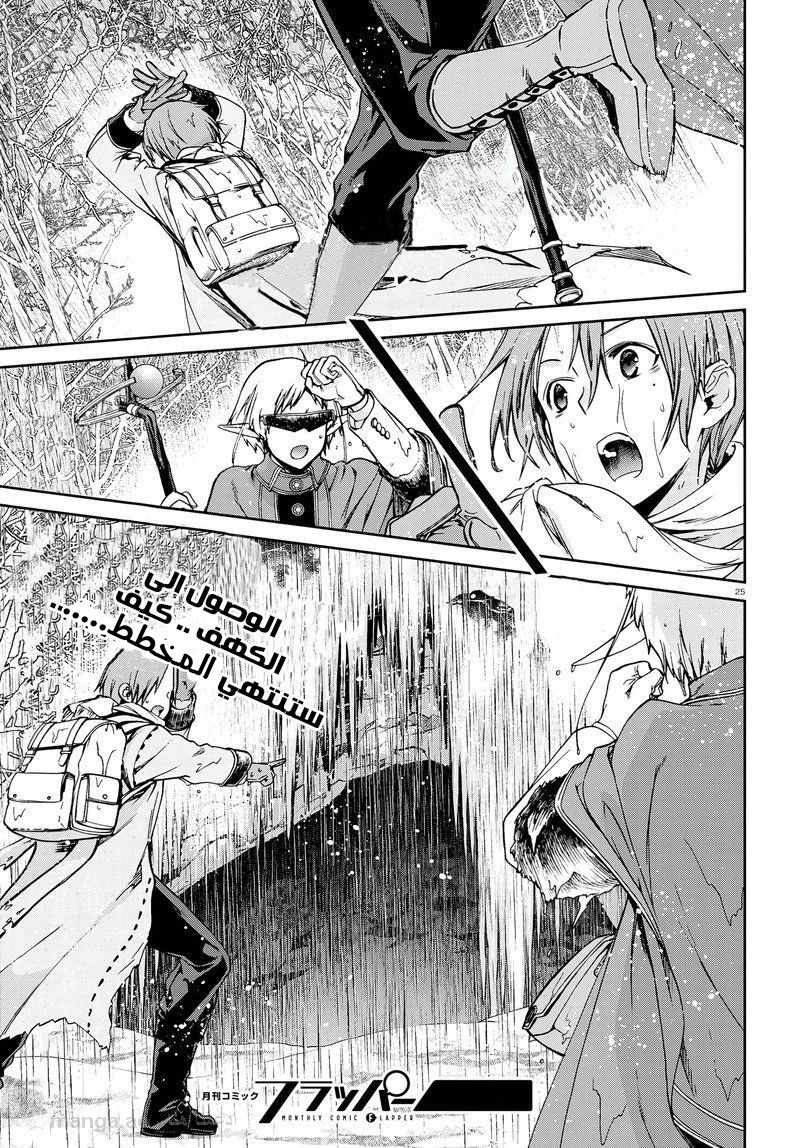 25
الوصول إلى
الكهف .. كيف
ستنتهي المخطط.......
月刊コミック フラッパー
MONTHLY COMIC FLAPPER